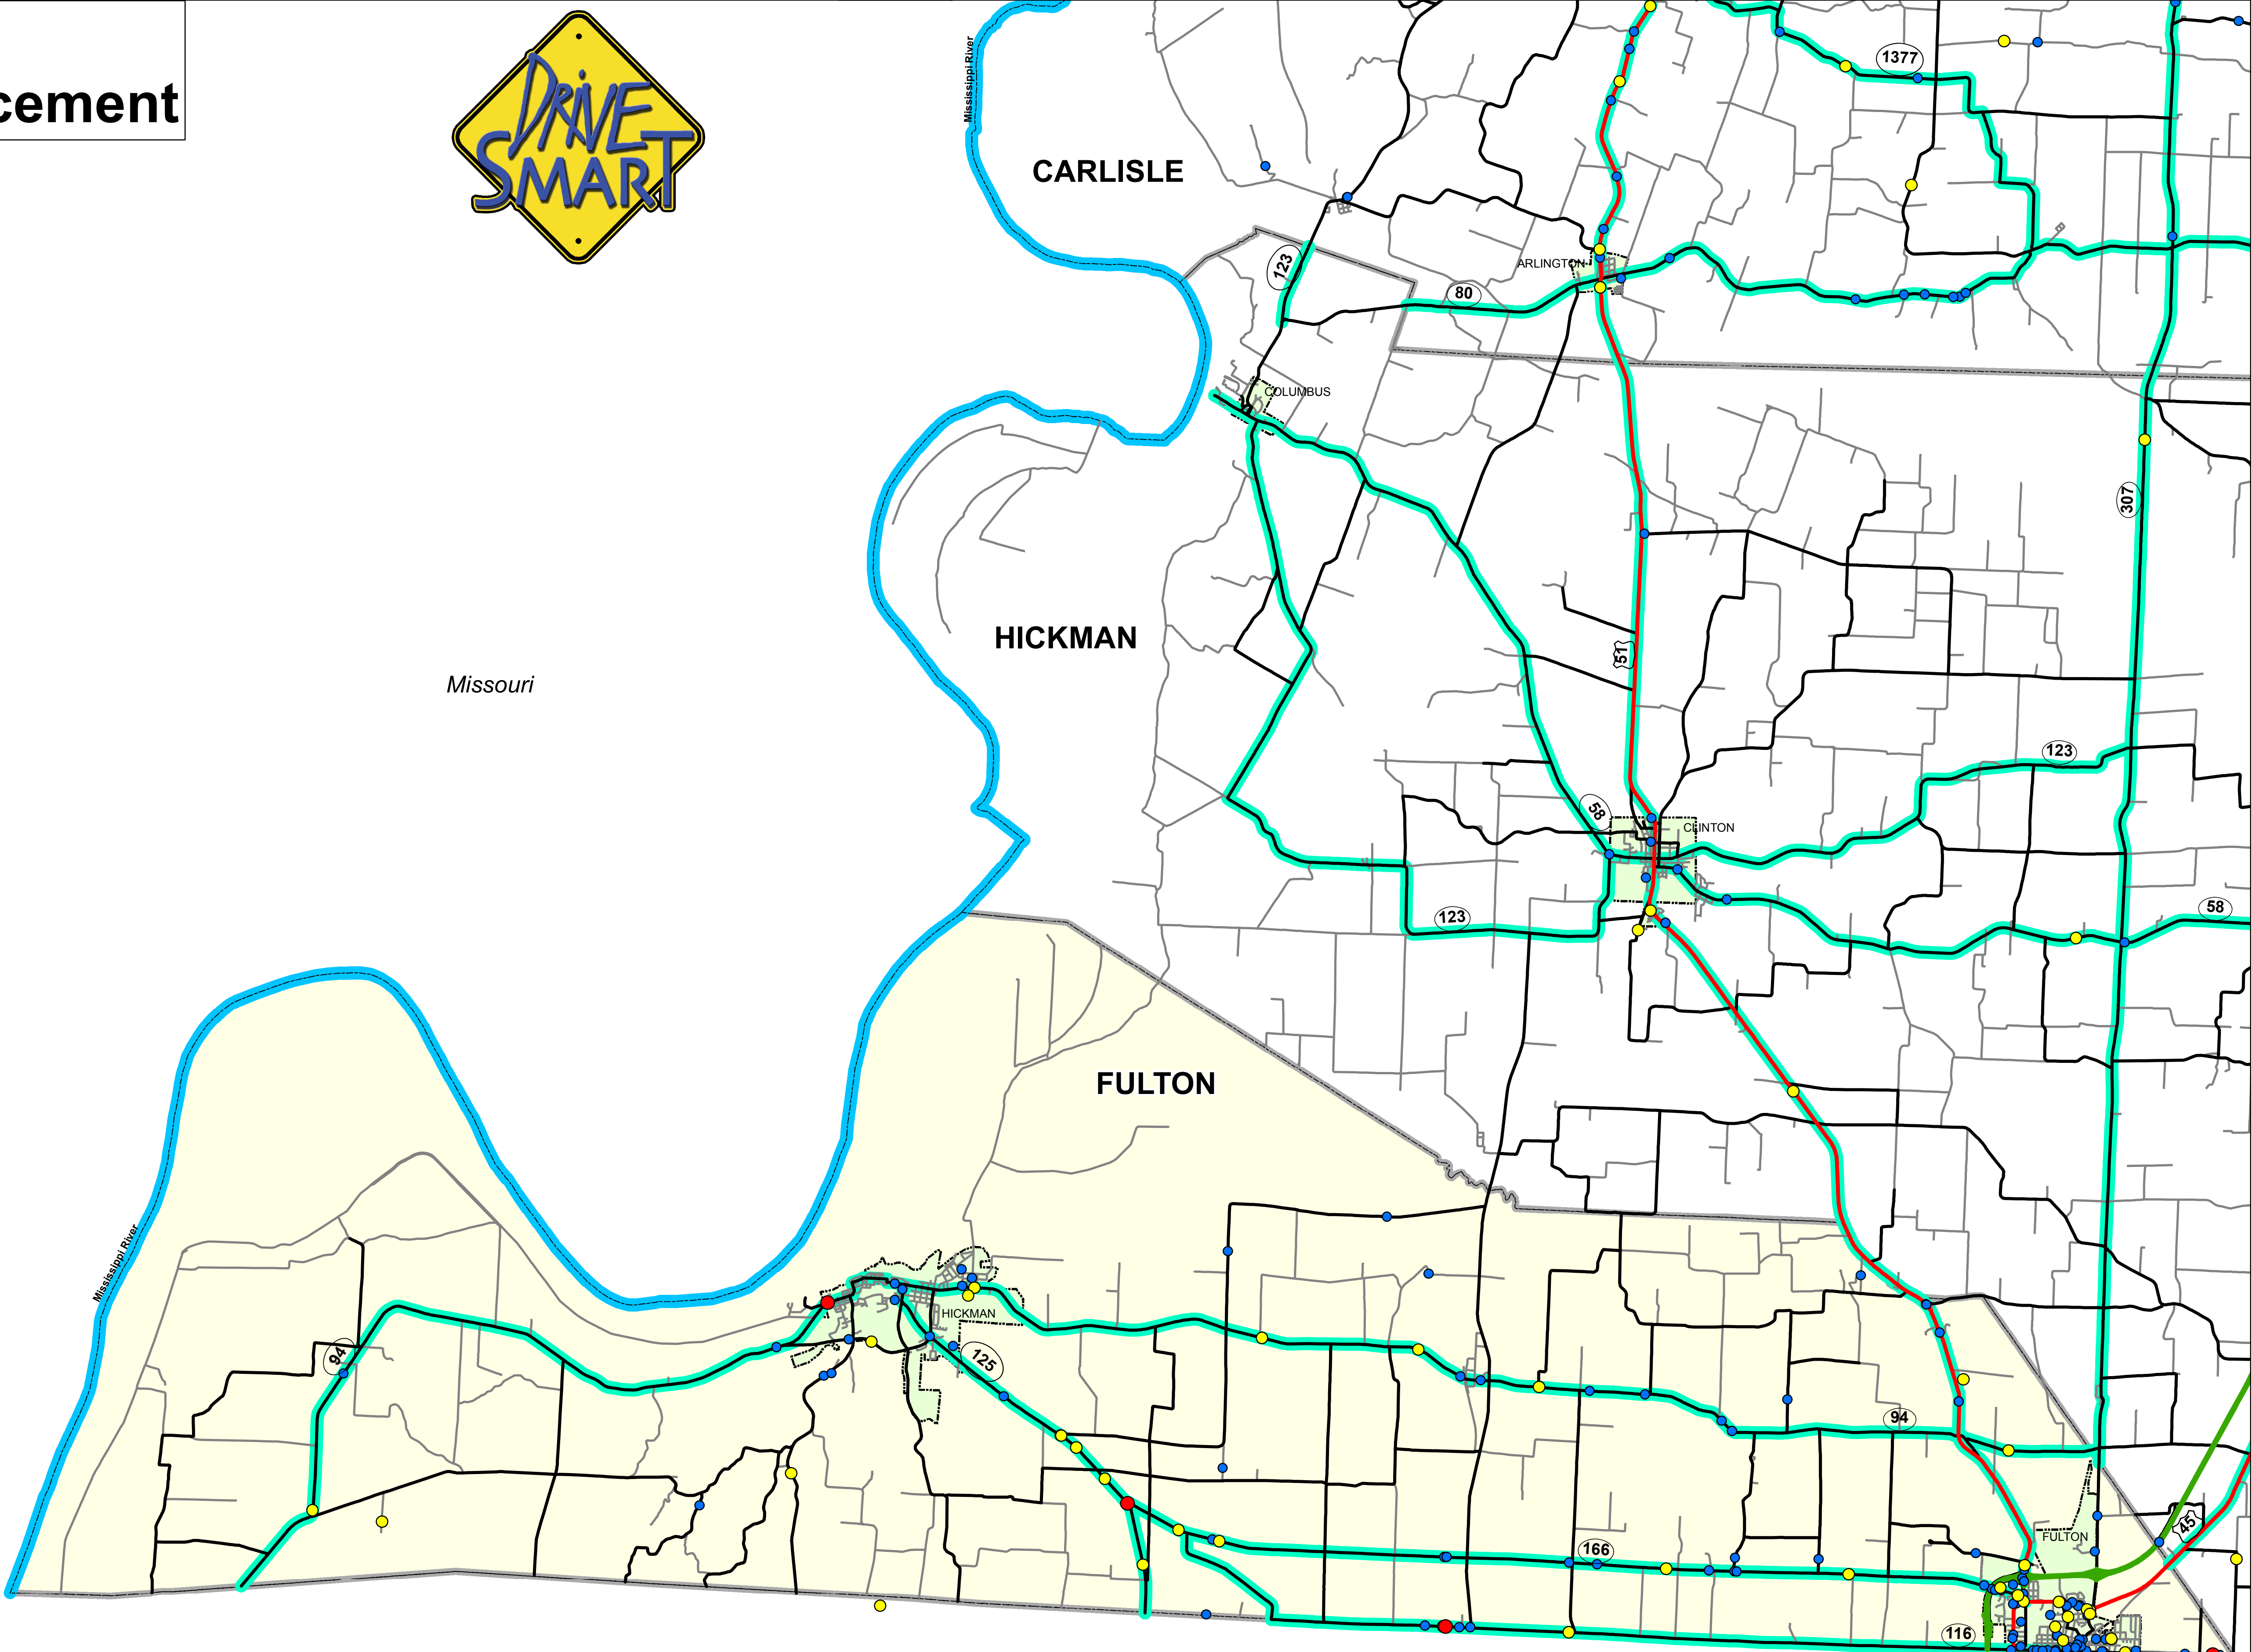 cement
DRIVE
SMART
Mississippi River
CARLISLE
1377
123
80
ARLINGTON
COLUMBUS
307
HICKMAN
51
Missouri
123
58
CLINTON
123
58
FULTON
Mississippi River
HICKMAN
94
125
94
166
FULTON
45
116